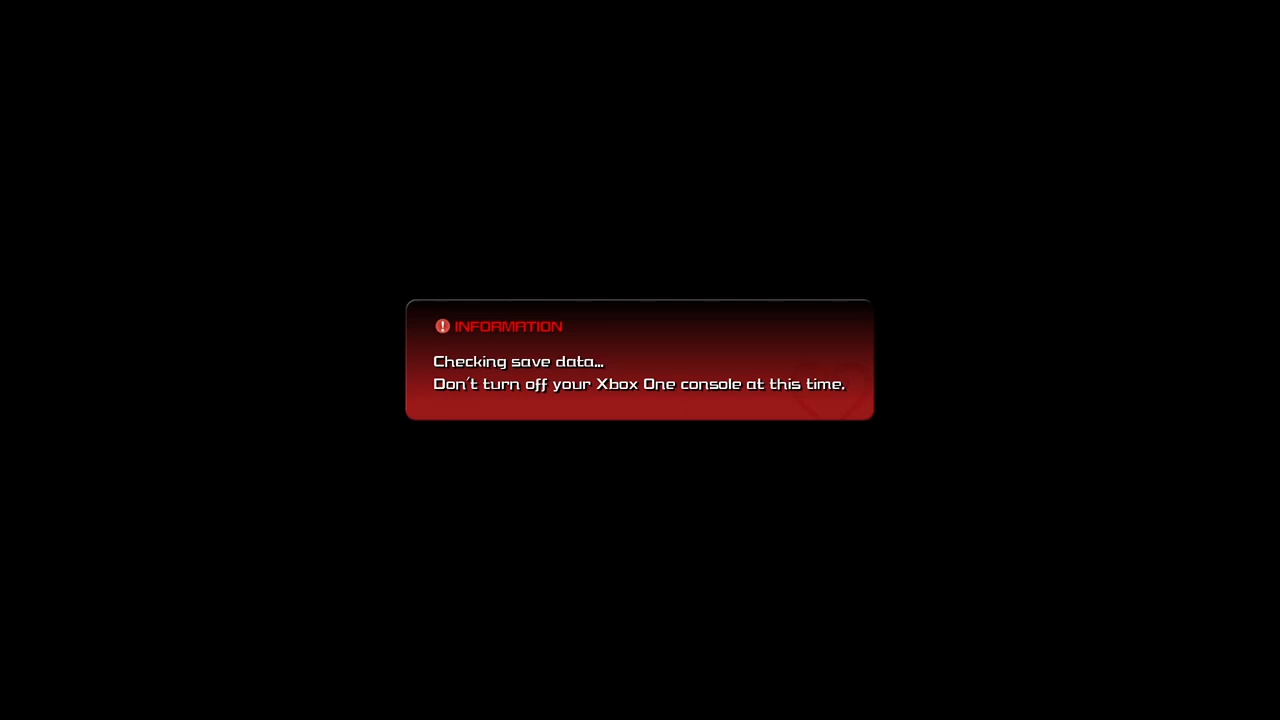 INFORMATION
Checking save data...
Don't turn off your Xbox One console at this time.